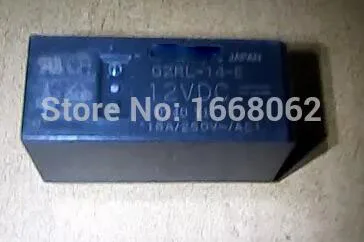 JAPAN
G2RL-14-E
12VDC
Store No: 1668062
16A/250V~/AC1